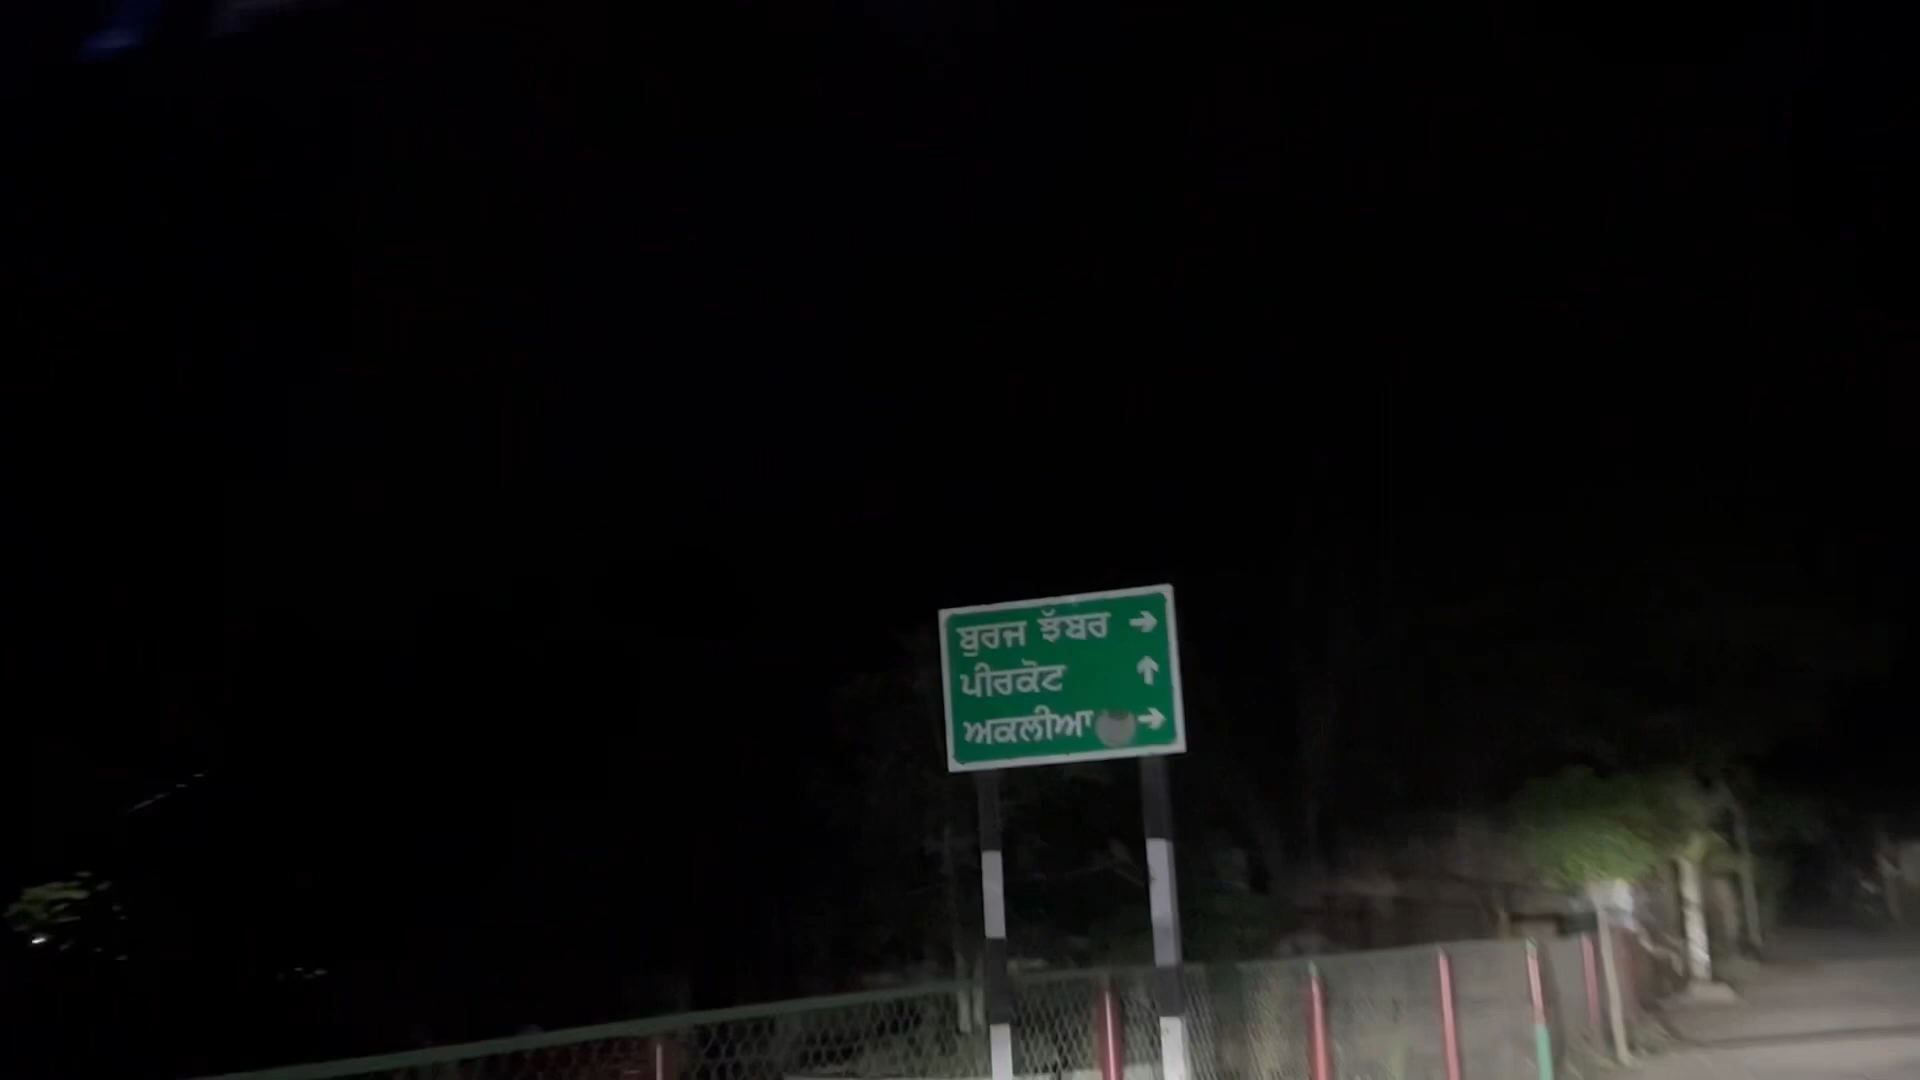 ਬੁਰਜ ਝੱਬਰ →
ਪੀਰਕੋਟ ↑
ਅਕਲੀਆ →